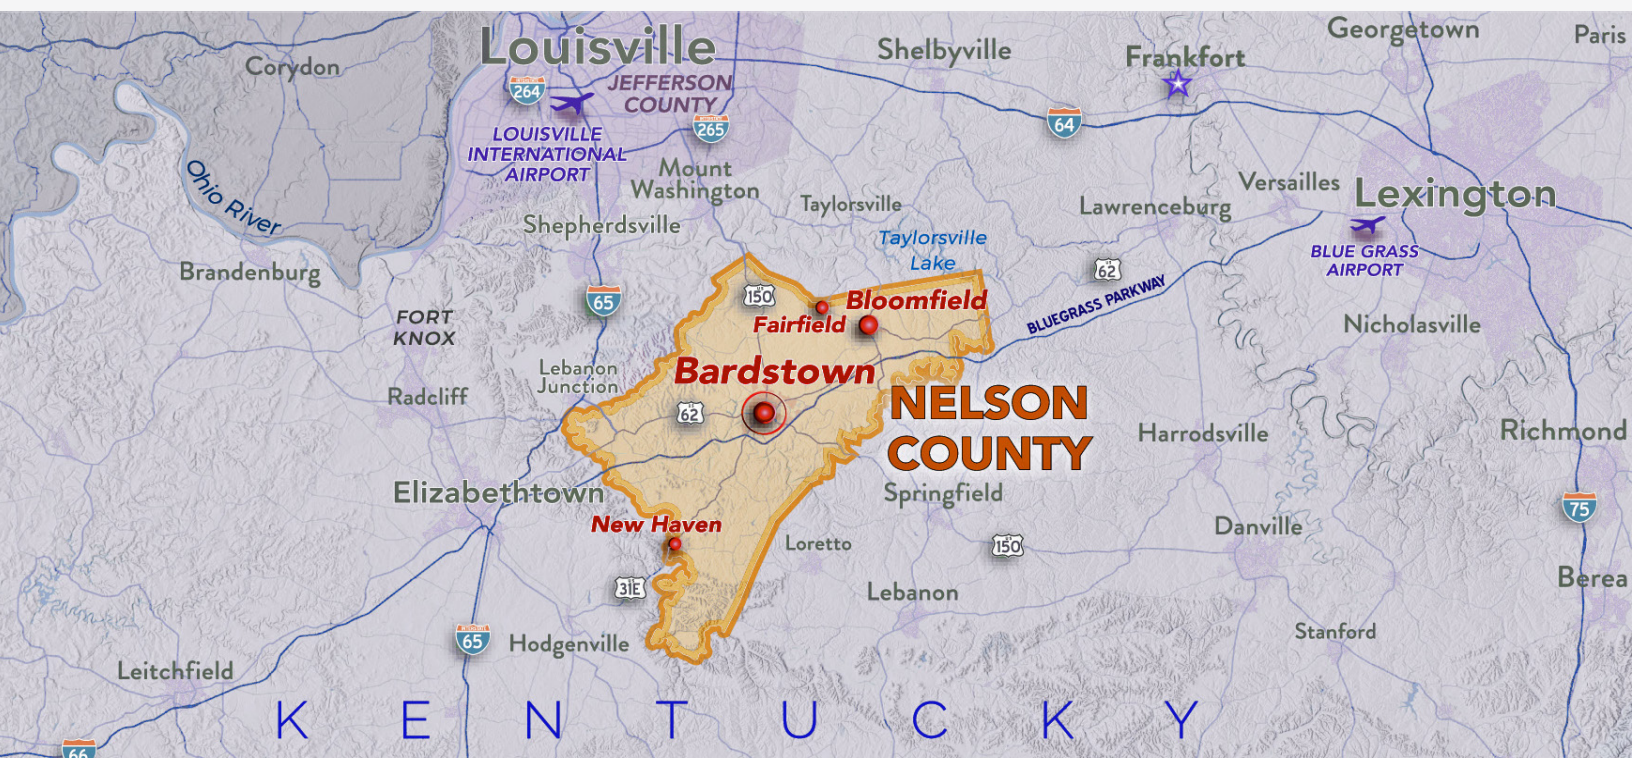 Louisville
Corydon
Shelbyville
Frankfort
Georgetown
Paris
264
JEFFERSON
COUNTY
265
64
LOUISVILLE
INTERNATIONAL
AIRPORT
Mount
Washington
Ohio River
Taylorsville
Shepherdsville
Lawrenceburg
Versailles
Lexington
Taylorsville
Lake
BLUE GRASS
AIRPORT
Brandenburg
62
BLUEGRASS PARKWAY
65
150
Bloomfield
Fairfield
FORT
KNOX
Nicholasville
Lebanon
Junction
Bardstown
Radcliff
62
NELSON
COUNTY
Harrodsville
Richmond
Elizabethtown
Springfield
75
New Haven
Danville
Loretto
150
Berea
31E
Lebanon
65
Hodgenville
Stanford
Leitchfield
KENTUCKY
66